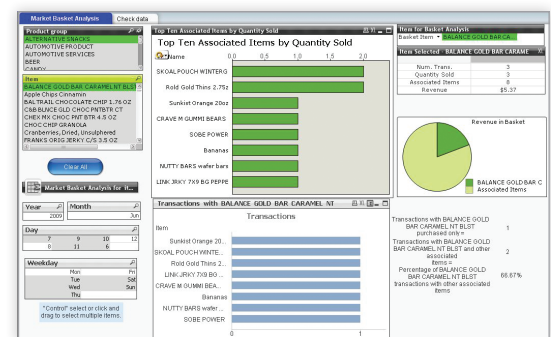 Market Basket Analysis
Check data
Product group
ALTERNATIVE SNACKS
AUTOMOTIVE PRODUCT
AUTOMOTIVE SERVICES
BEER
CANDY
Item
BALANCE GOLD BAR CARAMEL NT BLST
Apple Chips Cinnamin
BAL TRAIL CHOCOLATE CHIP 1.76 OZ
C&B BLNCE GLD CHOC PNTBTR CT
CHEX MX CHOC PNT BTR 4.5 OZ
CHOC CHIP GRANOLA
Cranberries, Dried, Unsulphered
FRANKS ORIG JERKY C/S 3.5 OZ
Clear All
Market Basket Analysis for it...
Year
2009
Month
Jun
Day
7 9 10 12
8 11 6
Weekday
Mon Fri
Tue Sat
Wed Sun
Thu
"Control" select or click and
drag to select multiple items.
Top Ten Associated Items by Quantity Sold
Top Ten Associated Items by Quantity Sold
Name
0,0 0,5 1,0 1,5 2,0
SKOAL POUCH WINTERG
Rold Gold Thins 2.75z
Sunkist Orange 20oz
CRAVE M GUMMI BEARS
SOBE POWER
Bananas
NUTTY BARS wafer bars
LINK JRKY 7X9 BG PEPPE
Transactions with BALANCE GOLD BAR CARAMEL NT
Transactions
Item
Sunkist Orange 20...
SKOAL POUCH WINTE...
Rold Gold Thins 2...
LINK JRKY 7X9 BG ...
CRAVE M GUMMI BEA...
Bananas
NUTTY BARS wafer ...
SOBE POWER
0 1
Item for Basket Analysis
Basket Item
BALANCE GOLD BAR CA...
Item Selected - BALANCE GOLD BAR CARAME
Num. Trans. 3
Quantity Sold 3
Associated Items 8
Revenue $5.37
Revenue in Basket
BALANCE GOLD BAR C
Associated Items
Transactions with BALANCE GOLD
BAR CARAMEL NT BLST
purchased only =
1
Transactions with BALANCE GOLD
BAR CARAMEL NT BLST and other
associated
items =
2
Percentage of BALANCE GOLD
BAR CARAMEL NT BLST
transactions with other associated
items
66.67%